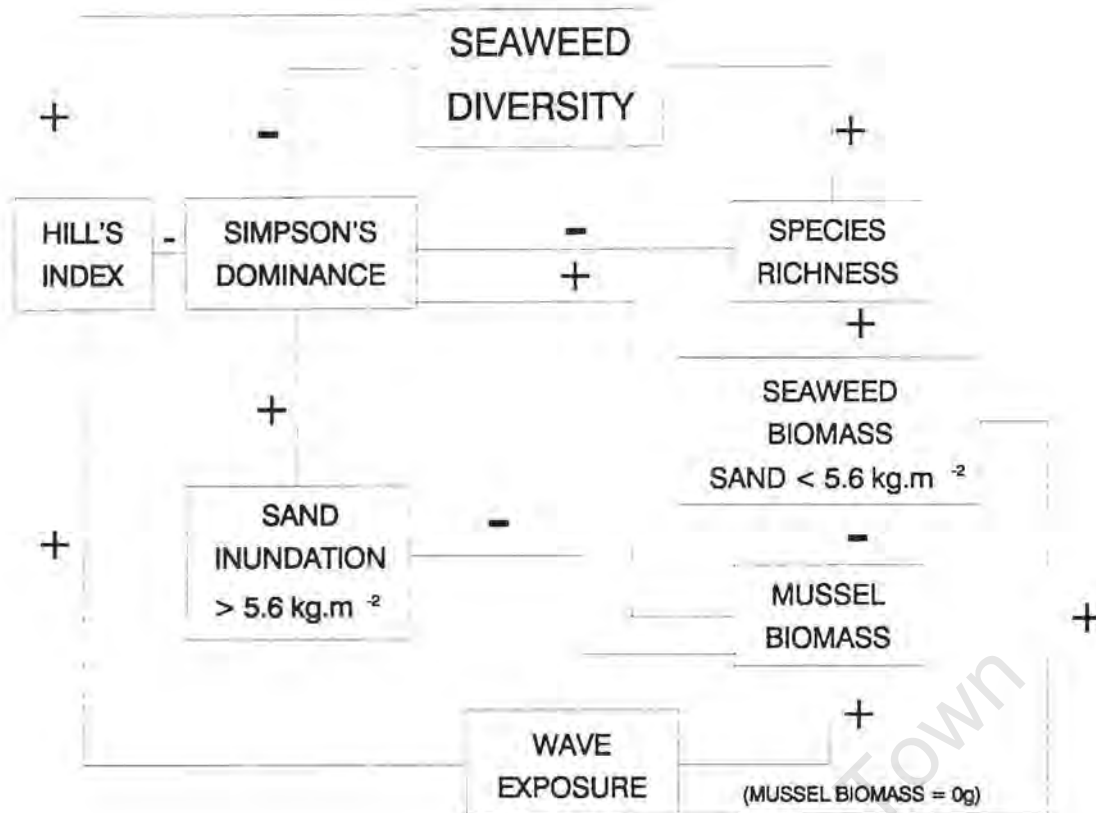 SEAWEED
DIVERSITY
+
-
+
HILL'S
INDEX
-
SIMPSON'S
DOMINANCE
-
+
SPECIES
RICHNESS
+
+
SEAWEED
BIOMASS
SAND < 5.6 kg.m -2
+
SAND
INUNDATION
> 5.6 kg.m -2
-
-
MUSSEL
BIOMASS
+
+
WAVE
EXPOSURE
(MUSSEL BIOMASS = 0g)
Town